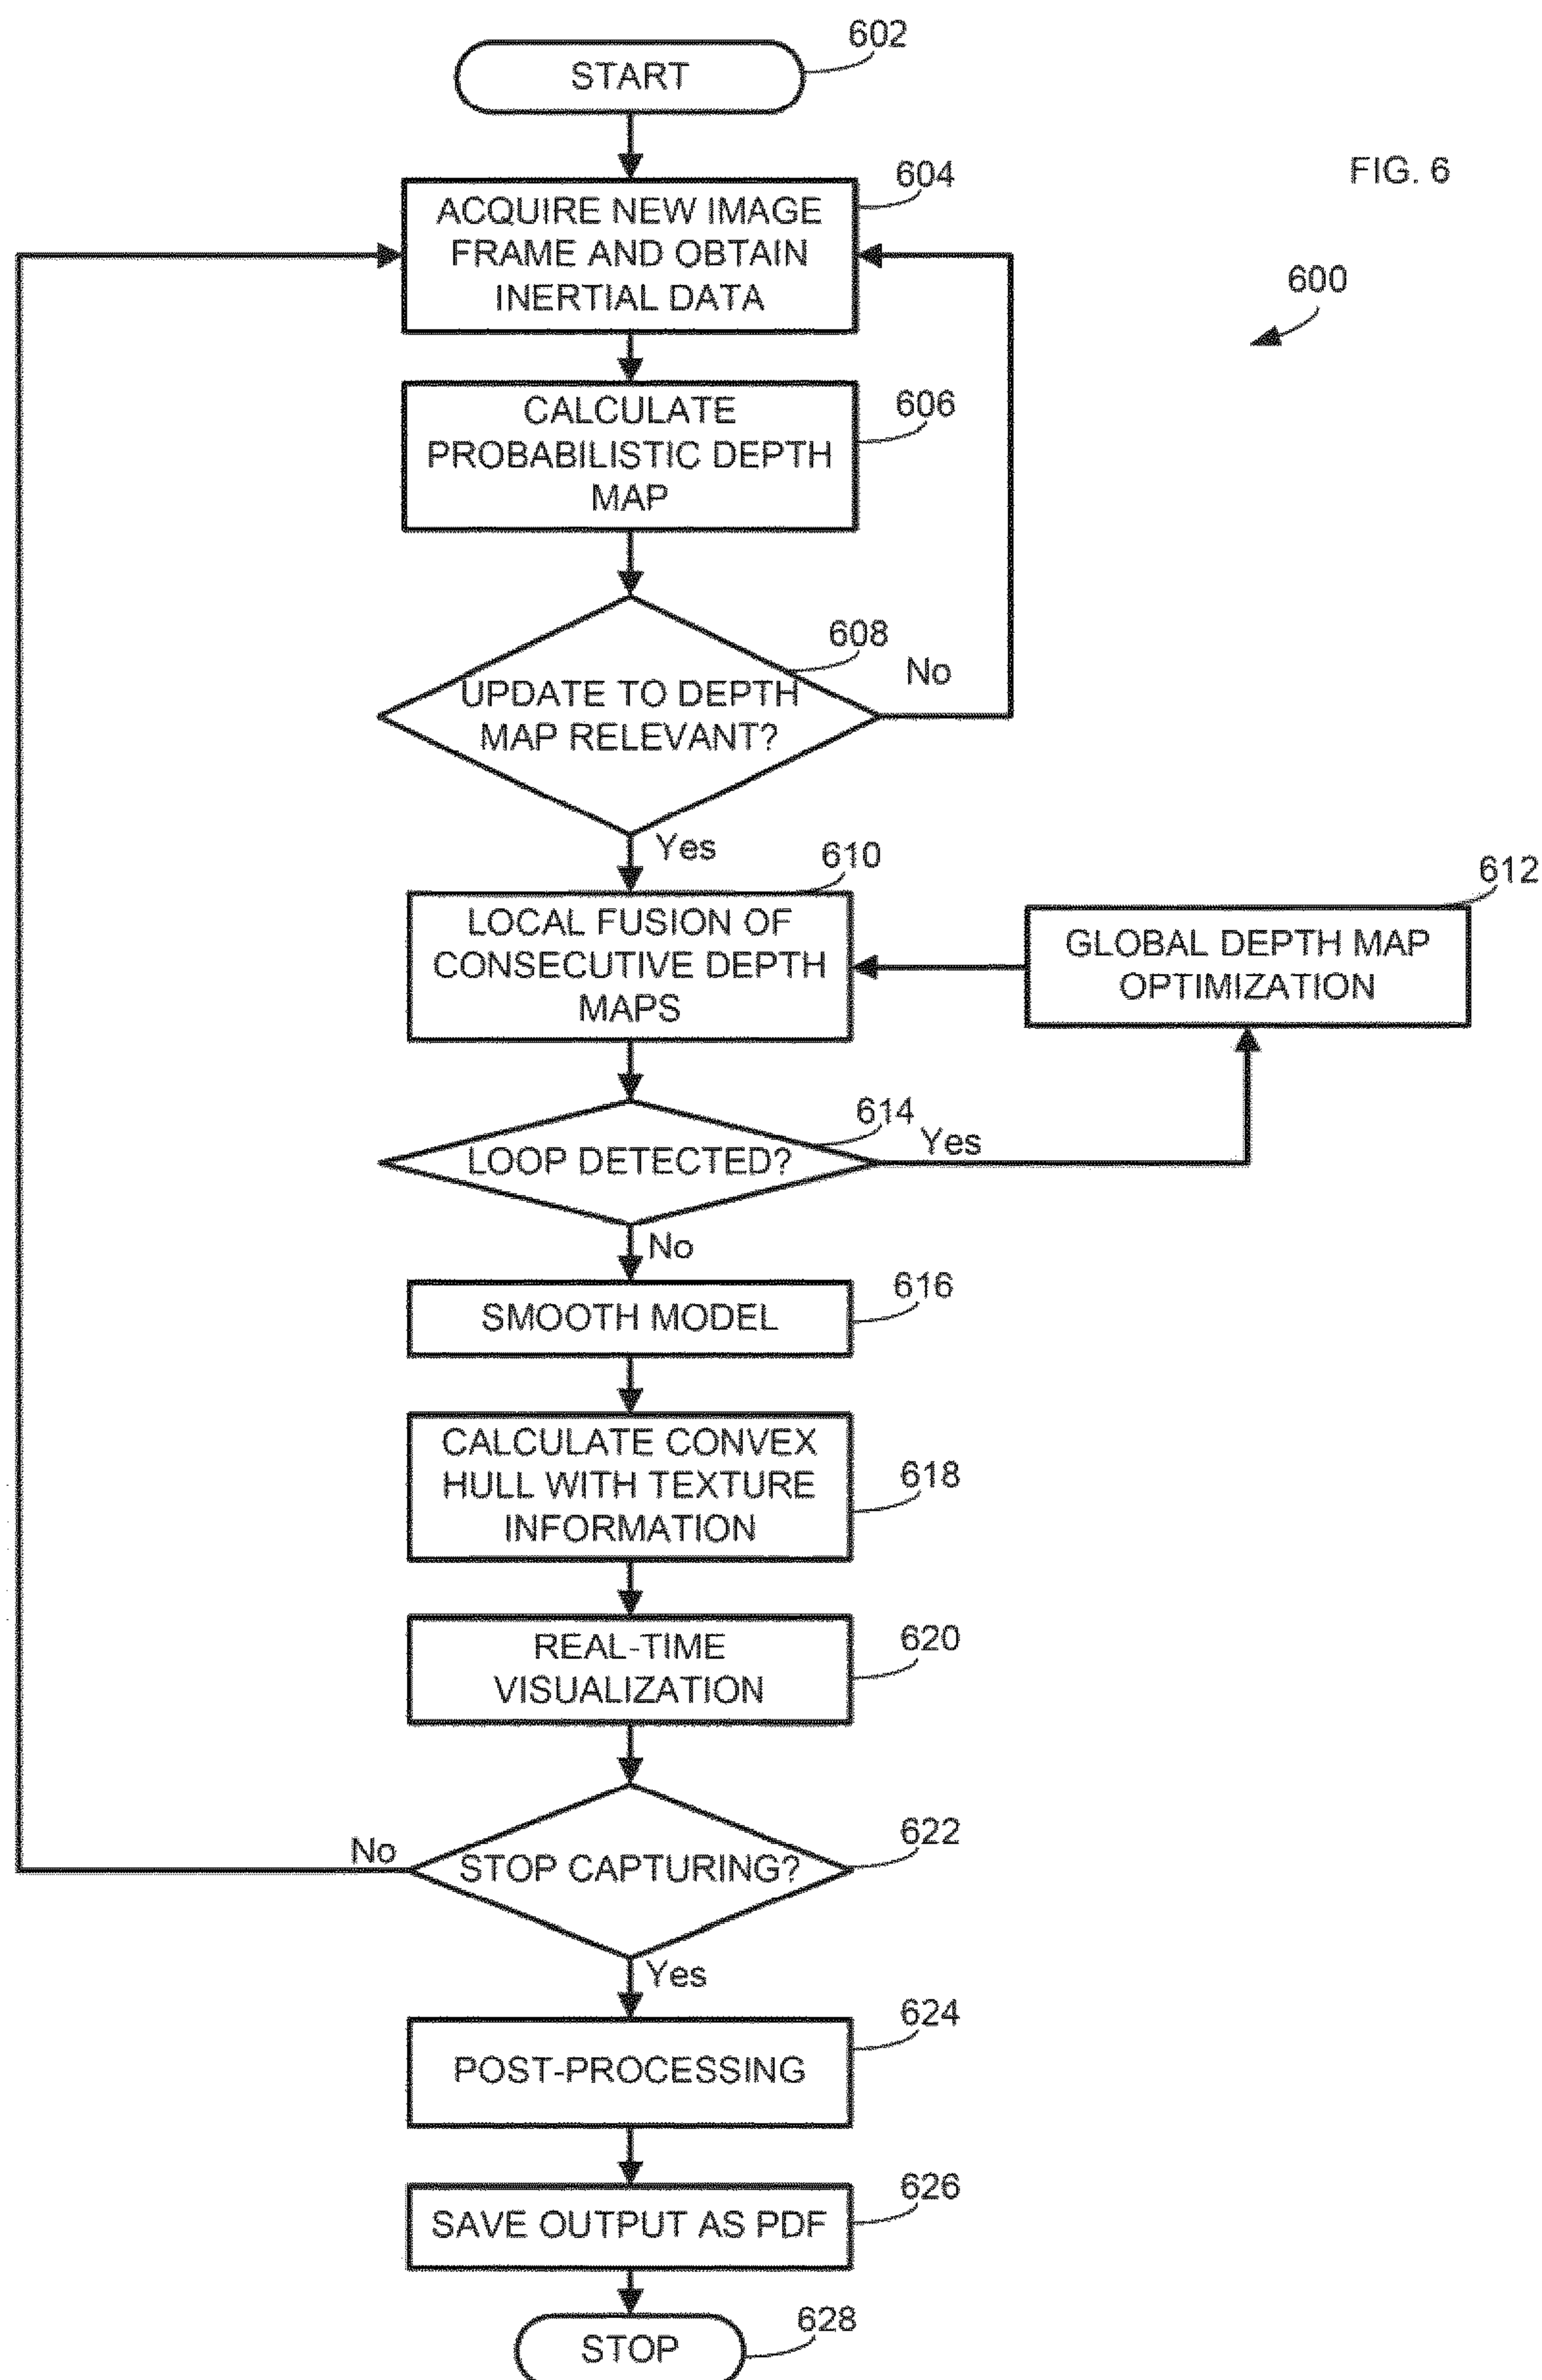 602
START
FIG. 6
604
ACQUIRE NEW IMAGE
FRAME AND OBTAIN
INERTIAL DATA
600
606
CALCULATE
PROBABILISTIC DEPTH
MAP
608
No
UPDATE TO DEPTH
MAP RELEVANT?
Yes
610
612
LOCAL FUSION OF
CONSECUTIVE DEPTH
MAPS
GLOBAL DEPTH MAP
OPTIMIZATION
614
Yes
LOOP DETECTED?
No
616
SMOOTH MODEL
CALCULATE CONVEX
HULL WITH TEXTURE
INFORMATION
618
REAL-TIME
VISUALIZATION
620
622
No
STOP CAPTURING?
Yes
624
POST-PROCESSING
626
SAVE OUTPUT AS PDF
628
STOP